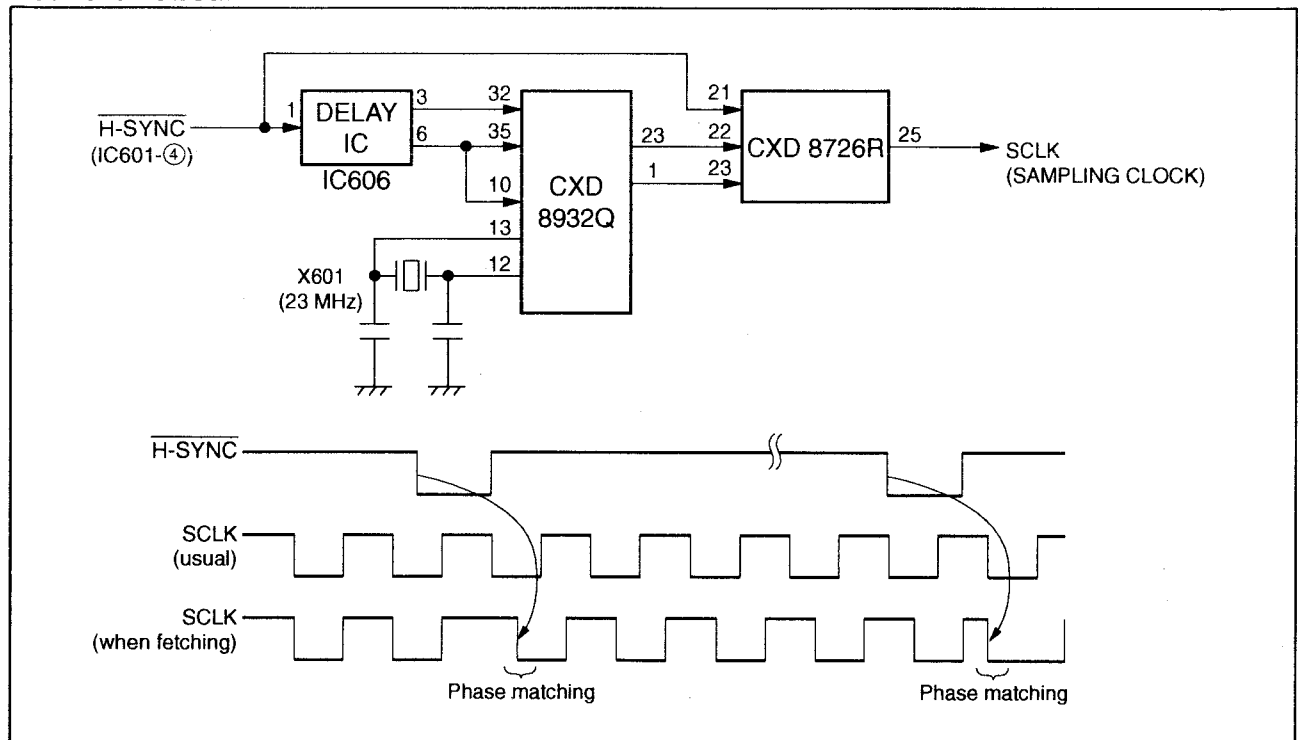 1
DELAY
IC
IC606
3
6
32
35
10
13
12
CXD
8932Q
23
1
21
22
23
CXD 8726R
25
SCLK
(SAMPLING CLOCK)
H-SYNC
(IC601-④)
X601
(23 MHz)
H-SYNC
SCLK
(usual)
SCLK
(when fetching)
Phase matching
Phase matching